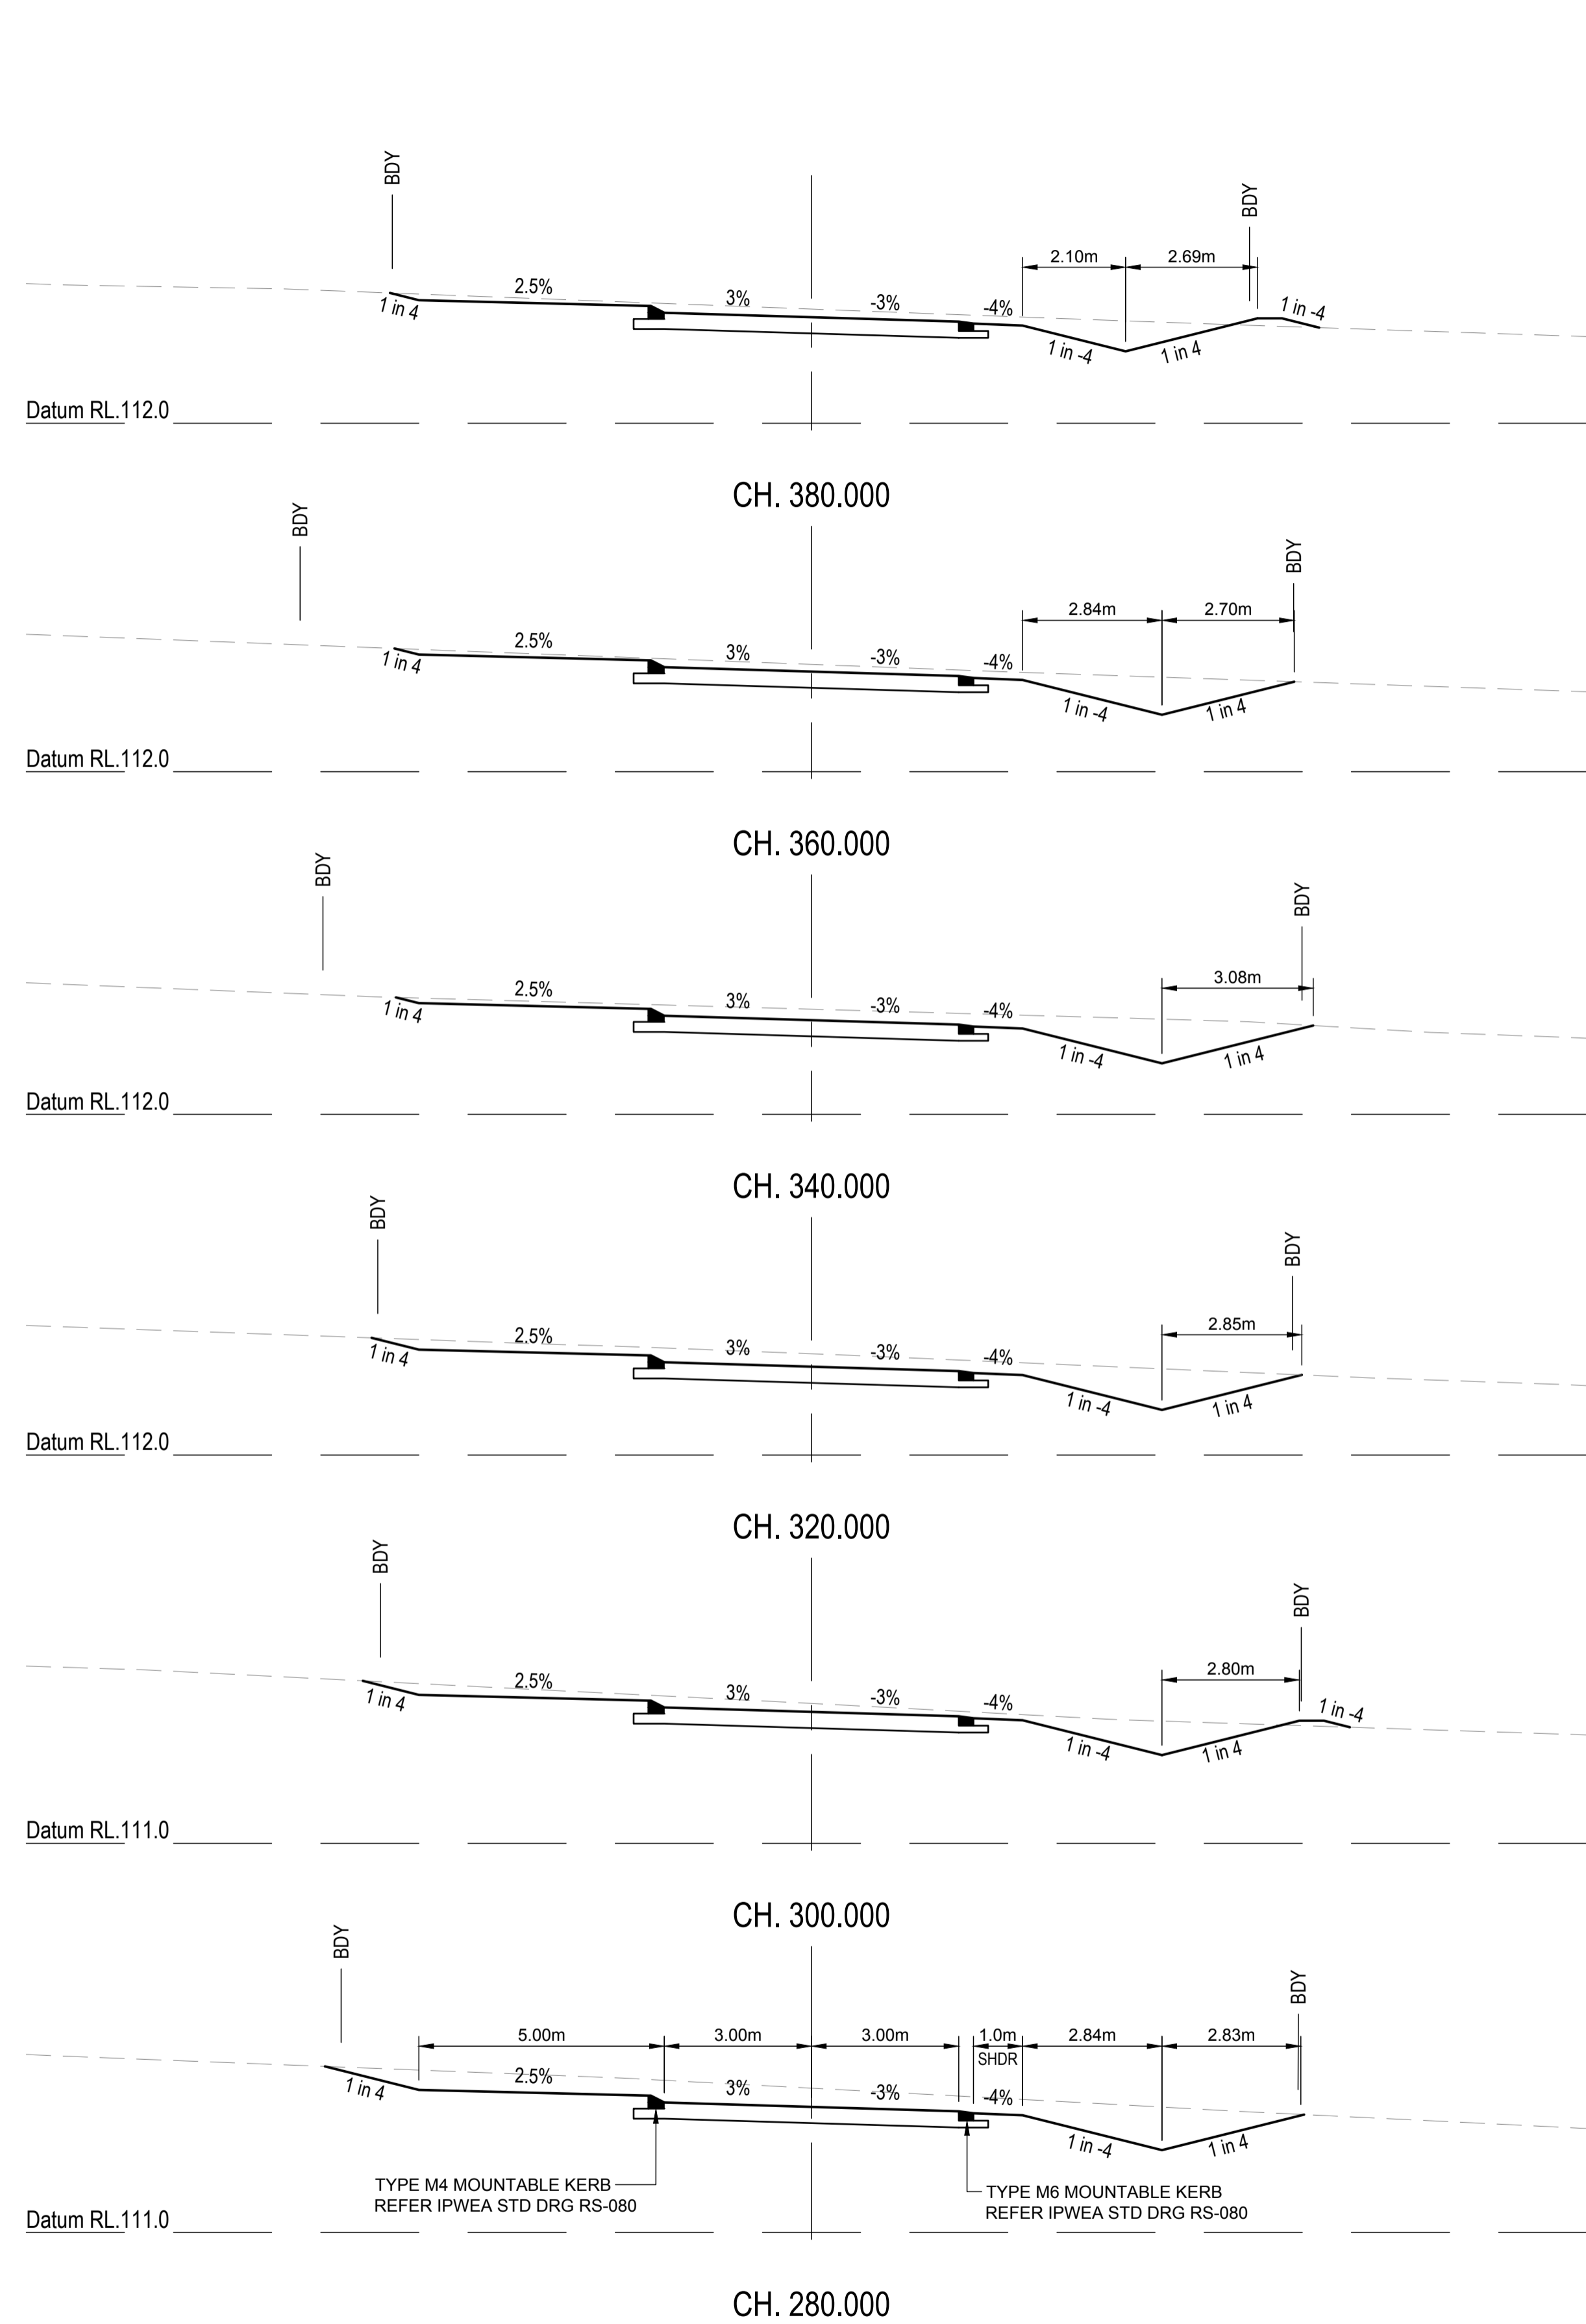 BDY
BDY
2.10m
2.69m
2.5%
3%
-3%
-4%
1 in 4
1 in -4
1 in 4
1 in -4
Datum RL.112.0
CH. 380.000
BDY
BDY
2.84m
2.70m
2.5%
3%
-3%
-4%
1 in 4
1 in -4
1 in 4
Datum RL.112.0
CH. 360.000
BDY
BDY
3.08m
2.5%
3%
-3%
-4%
1 in 4
1 in -4
1 in 4
Datum RL.112.0
CH. 340.000
BDY
BDY
2.85m
2.5%
3%
-3%
-4%
1 in 4
1 in -4
1 in 4
Datum RL.112.0
CH. 320.000
BDY
BDY
2.80m
2.5%
3%
-3%
-4%
1 in 4
1 in -4
1 in 4
1 in -4
Datum RL.111.0
CH. 300.000
BDY
BDY
5.00m
3.00m
3.00m
1.0m
SHDR
2.84m
2.83m
2.5%
3%
-3%
-4%
1 in 4
1 in -4
1 in 4
TYPE M4 MOUNTABLE KERB
REFER IPWEA STD DRG RS-080
TYPE M6 MOUNTABLE KERB
REFER IPWEA STD DRG RS-080
Datum RL.111.0
CH. 280.000